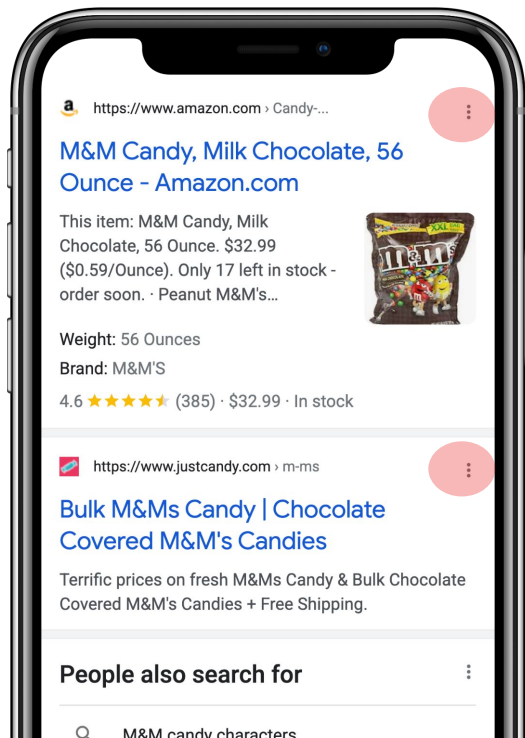 https://www.amazon.com › Candy-...
M&M Candy, Milk Chocolate, 56
Ounce - Amazon.com
This item: M&M Candy, Milk
Chocolate, 56 Ounce. $32.99
($0.59/Ounce). Only 17 left in stock -
order soon. · Peanut M&M's...
XXL
m&m's
Weight: 56 Ounces
Brand: M&M'S
4.6 ★★★★★ (385) · $32.99 · In stock
https://www.justcandy.com › m-ms
Bulk M&Ms Candy | Chocolate
Covered M&M's Candies
Terrific prices on fresh M&Ms Candy & Bulk Chocolate
Covered M&M's Candies + Free Shipping.
People also search for
M&M candy characters